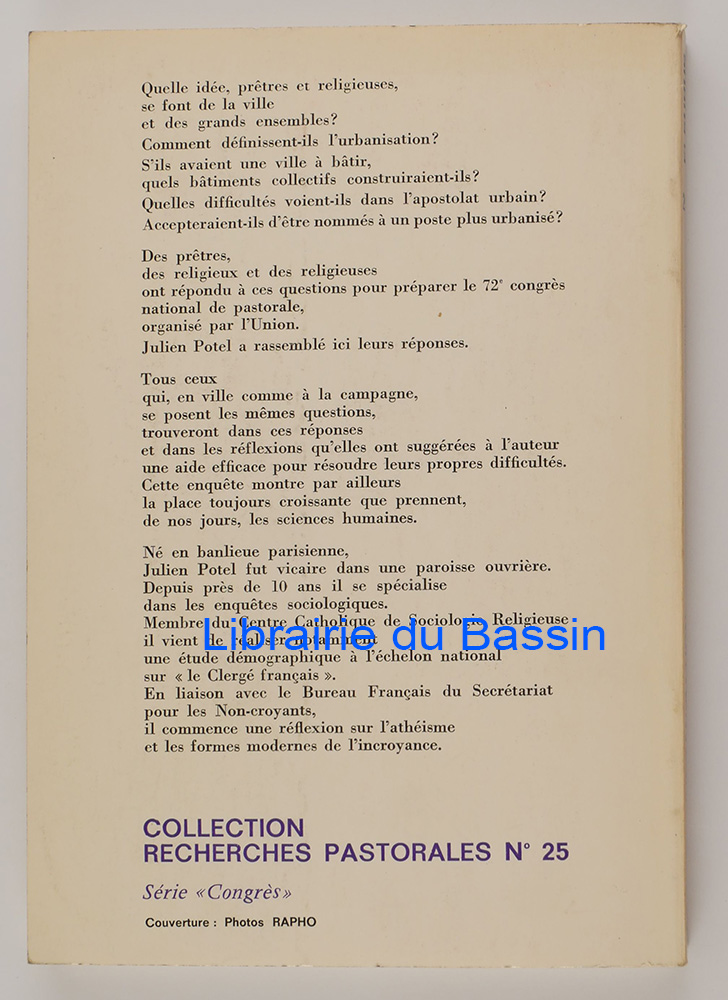 Quelle idée, prêtres et religieuses,
se font de la ville
et des grands ensembles?
Comment définissent-ils l'urbanisation?
S'ils avaient une ville à bâtir,
quels bâtiments collectifs construiraient-ils?
Quelles difficultés voient-ils dans l'apostolat urbain?
Accepteraient-ils d'être nommés à un poste plus urbanisé?
Des prêtres,
des religieux et des religieuses
ont répondu à ces questions pour préparer le 72e congrès
national de pastorale,
organisé par l'Union.
Julien Potel a rassemblé ici leurs réponses.
Tous ceux
qui, en ville comme à la campagne,
se posent les mêmes questions,
trouveront dans ces réponses
et dans les réflexions qu'elles ont suggérées à l'auteur
une aide efficace pour résoudre leurs propres difficultés.
Cette enquête montre par ailleurs
la place toujours croissante que prennent,
de nos jours, les sciences humaines.
Né en banlieue parisienne,
Julien Potel fut vicaire dans une paroisse ouvrière.
Depuis près de 10 ans il se spécialise
dans les enquêtes sociologiques.
Membre du Centre Catholique de Sociologie Religieuse
il vient de réaliser notamment
Librairie du Bassin
une étude démographique à l'échelon national
sur « le Clergé français ».
En liaison avec le Bureau Français du Secrétariat
pour les Non-croyants,
il commence une réflexion sur l'athéisme
et les formes modernes de l'incroyance.
COLLECTION
RECHERCHES PASTORALES N° 25
Série « Congrès »
Couverture : Photos RAPHO